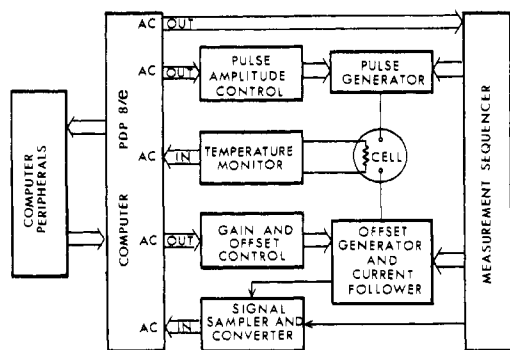 AC OUT
AC OUT
PULSE
AMPLITUDE
CONTROL
PULSE
GENERATOR
COMPUTER
PERIPHERALS
COMPUTER PDP 8/e
AC IN
TEMPERATURE
MONITOR
CELL
MEASUREMENT SEQUENCER
AC OUT
GAIN AND
OFFSET
CONTROL
OFFSET
GENERATOR
AND
CURRENT
FOLLOWER
AC IN
SIGNAL
SAMPLER AND
CONVERTER